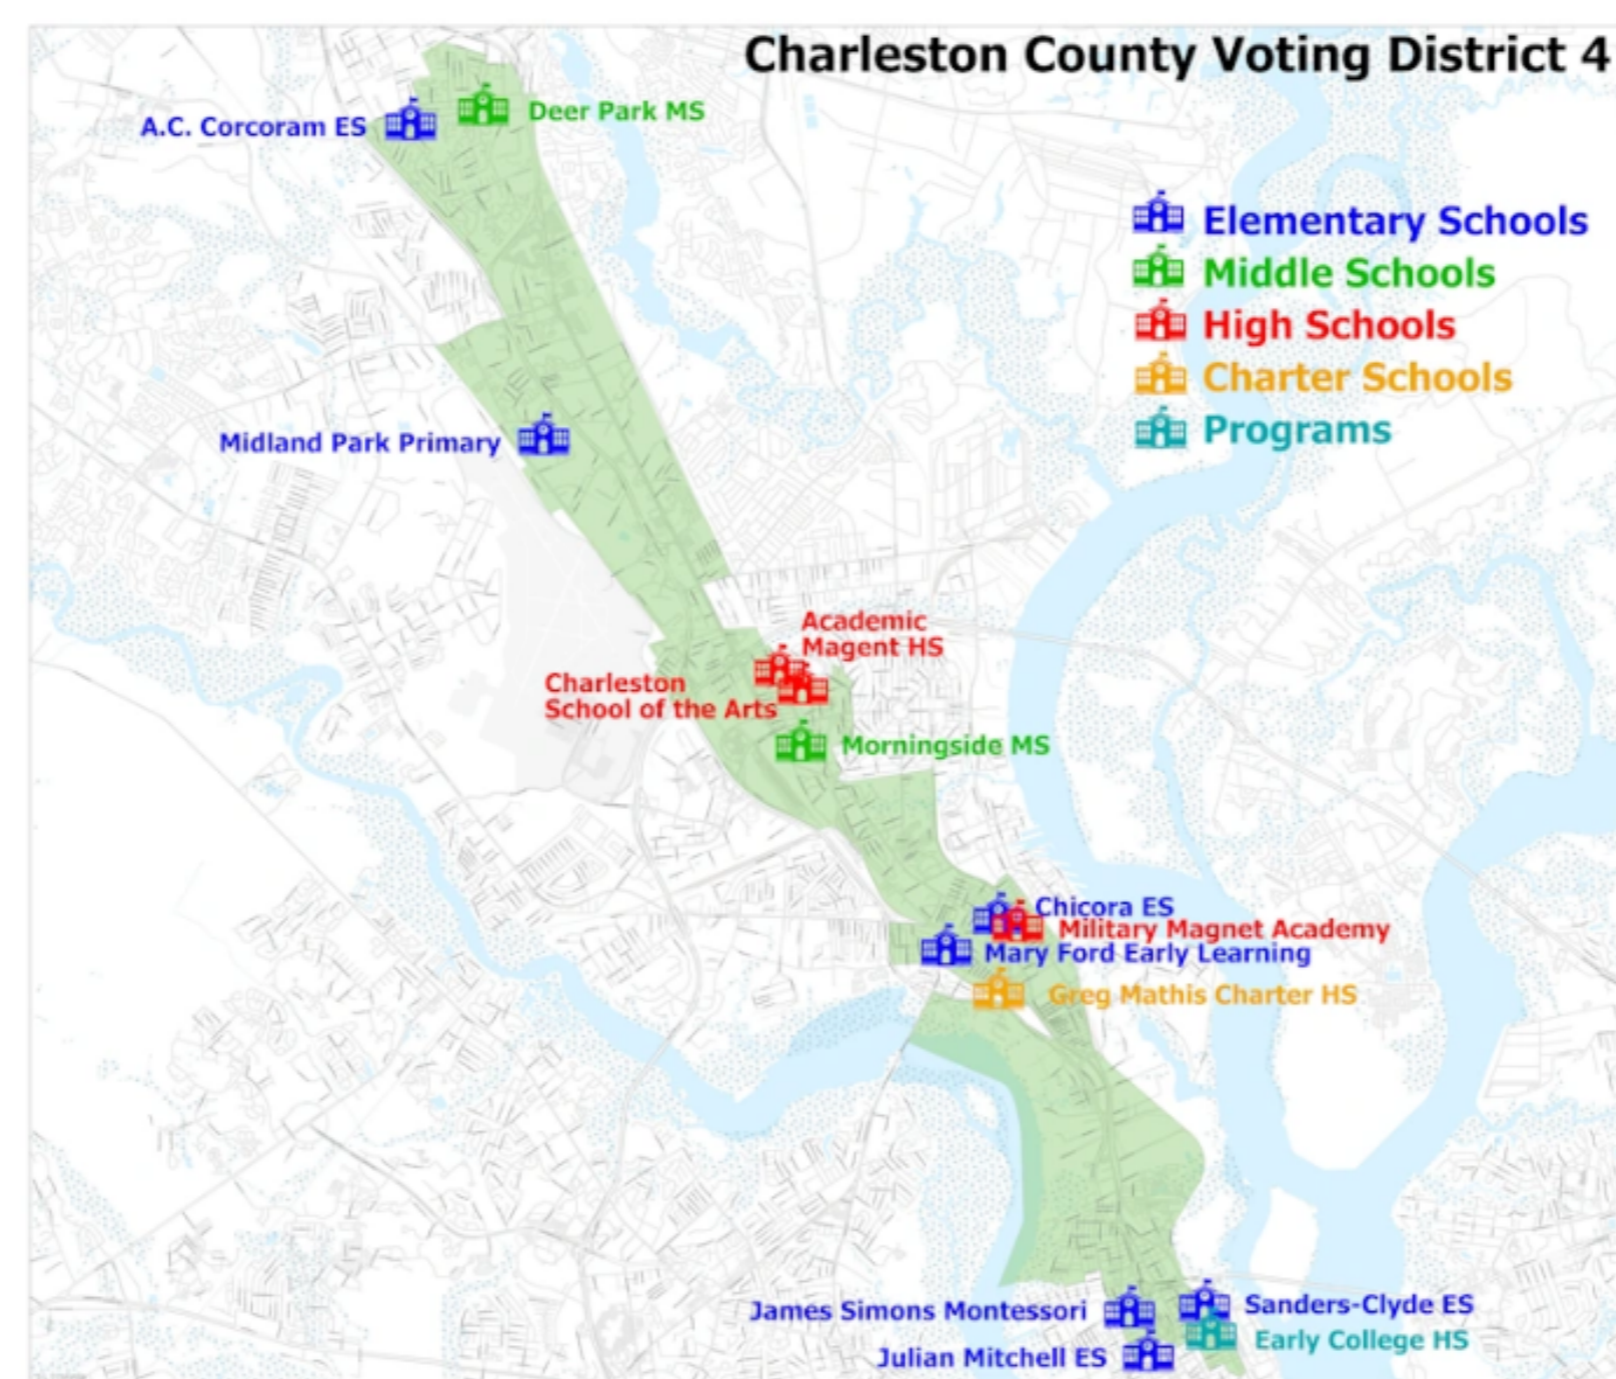 Charleston County Voting District 4
A.C. Corcoram ES
Deer Park MS
Elementary Schools
Middle Schools
High Schools
Charter Schools
Programs
Midland Park Primary
Academic
Magent HS
Charleston
School of the Arts
Morningside MS
Chicora ES
Military Magnet Academy
Mary Ford Early Learning
Greg Mathis Charter HS
James Simons Montessori
Sanders-Clyde ES
Early College HS
Julian Mitchell ES